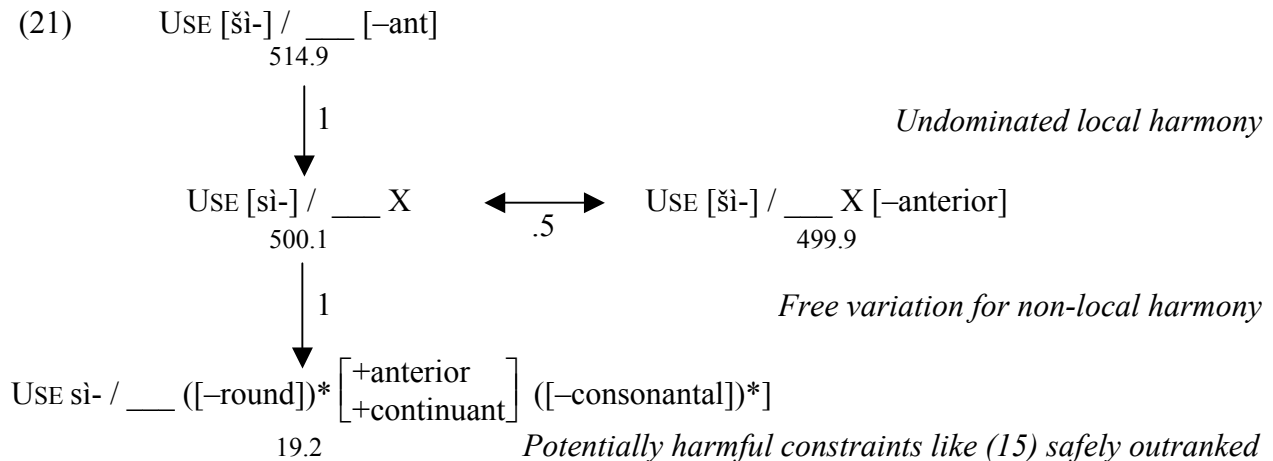 (21) USE [šì-] / ___ [–ant]
514.9
1
Undominated local harmony
USE [sì-] / ___ X .5 USE [šì-] / ___ X [–anterior]
500.1 499.9
1
Free variation for non-local harmony
USE sì- / ___ ([–round])* [+anterior +continuant] ([–consonantal])*]
19.2 Potentially harmful constraints like (15) safely outranked